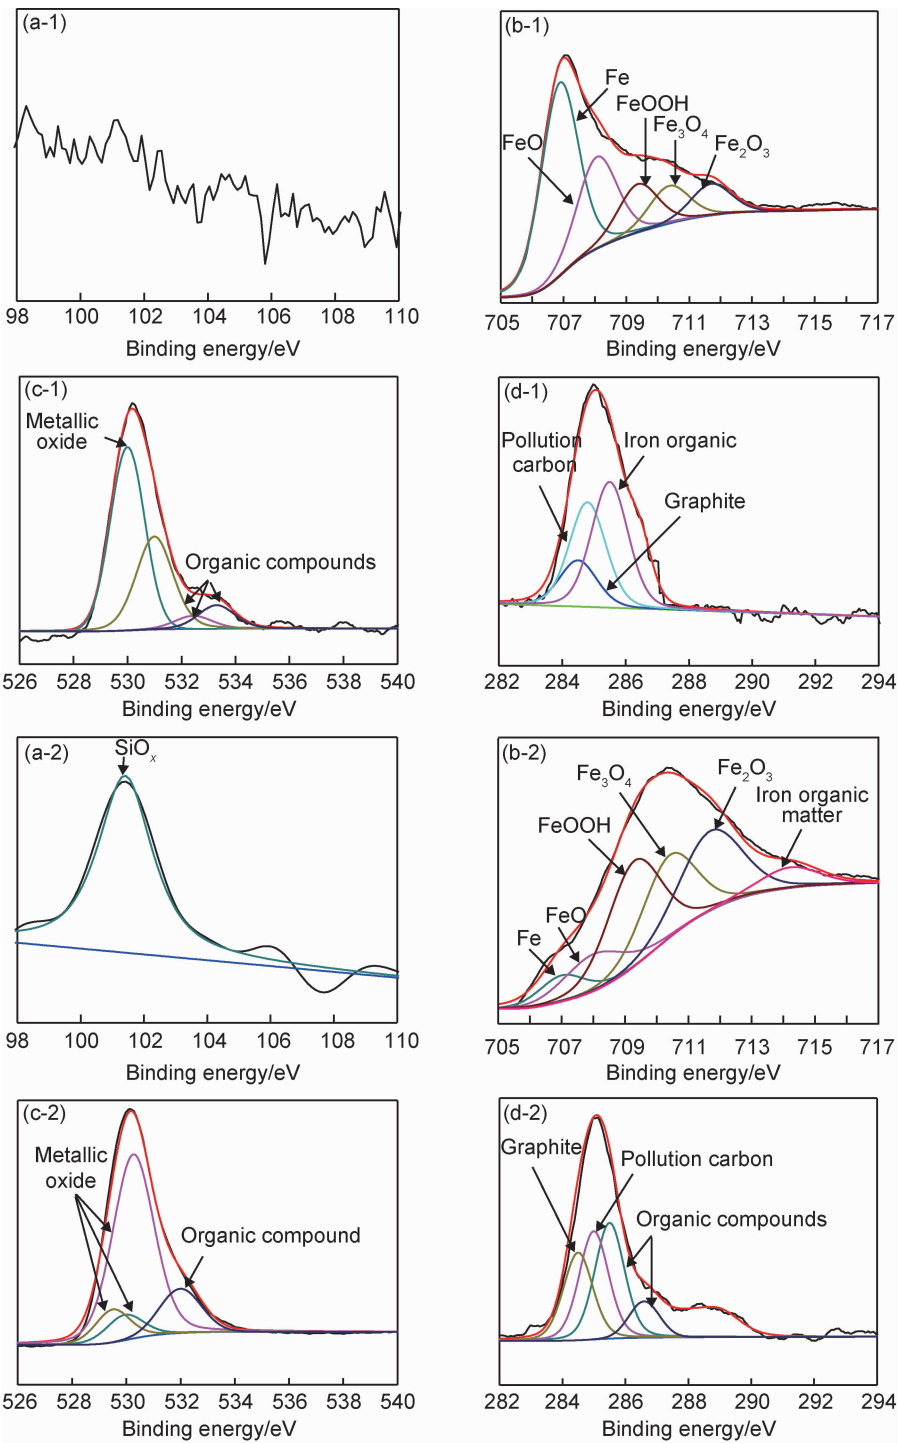 (a-1)
98 100 102 104 106 108 110
Binding energy/eV
(b-1)
Fe
FeOOH
Fe3O4
FeO
Fe2O3
705 707 709 711 713 715 717
Binding energy/eV
(c-1)
Metallic
oxide
Organic compounds
526 528 530 532 534 536 538 540
Binding energy/eV
(d-1)
Pollution
carbon
Iron organic
Graphite
282 284 286 288 290 292 294
Binding energy/eV
(a-2)
SiOx
98 100 102 104 106 108 110
Binding energy/eV
(b-2)
Fe3O4
Fe2O3
Iron organic
matter
FeOOH
FeO
Fe
705 707 709 711 713 715 717
Binding energy/eV
(c-2)
Metallic
oxide
Organic compound
526 528 530 532 534 536 538 540
Binding energy/eV
(d-2)
Graphite
Pollution carbon
Organic compounds
282 284 286 288 290 292 294
Binding energy/eV